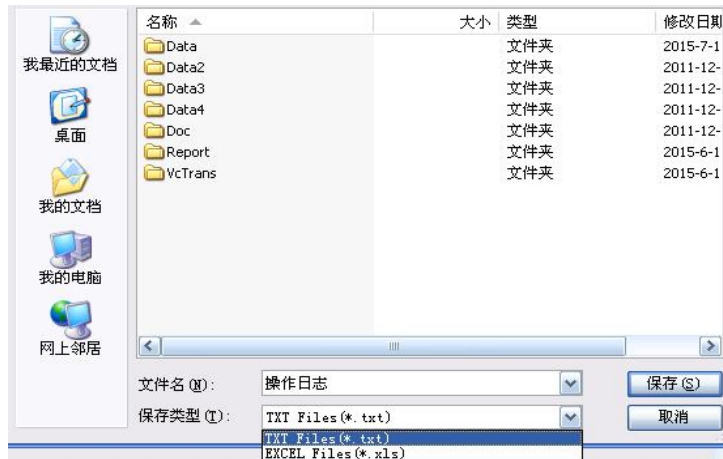 名称 大小 类型 修改日期
我最近的文档
桌面
我的文档
我的电脑
网上邻居
Data 文件夹 2015-7-1
Data2 文件夹 2011-12-
Data3 文件夹 2011-12-
Data4 文件夹 2011-12-
Doc 文件夹 2011-12-
Report 文件夹 2015-6-1
VcTrans 文件夹 2015-6-1
文件名(N): 操作日志 保存(S)
保存类型(T): TXT Files(*.txt) 取消
TXT Files(*.txt)
EXCEL Files(*.xls)